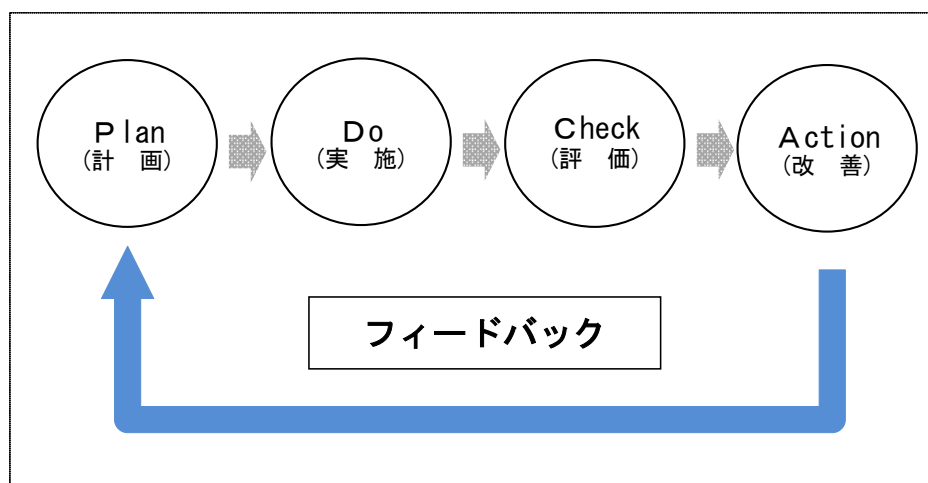 Plan
(計　画)
Do
(実　施)
Check
(評　価)
Action
(改　善)
フィードバック